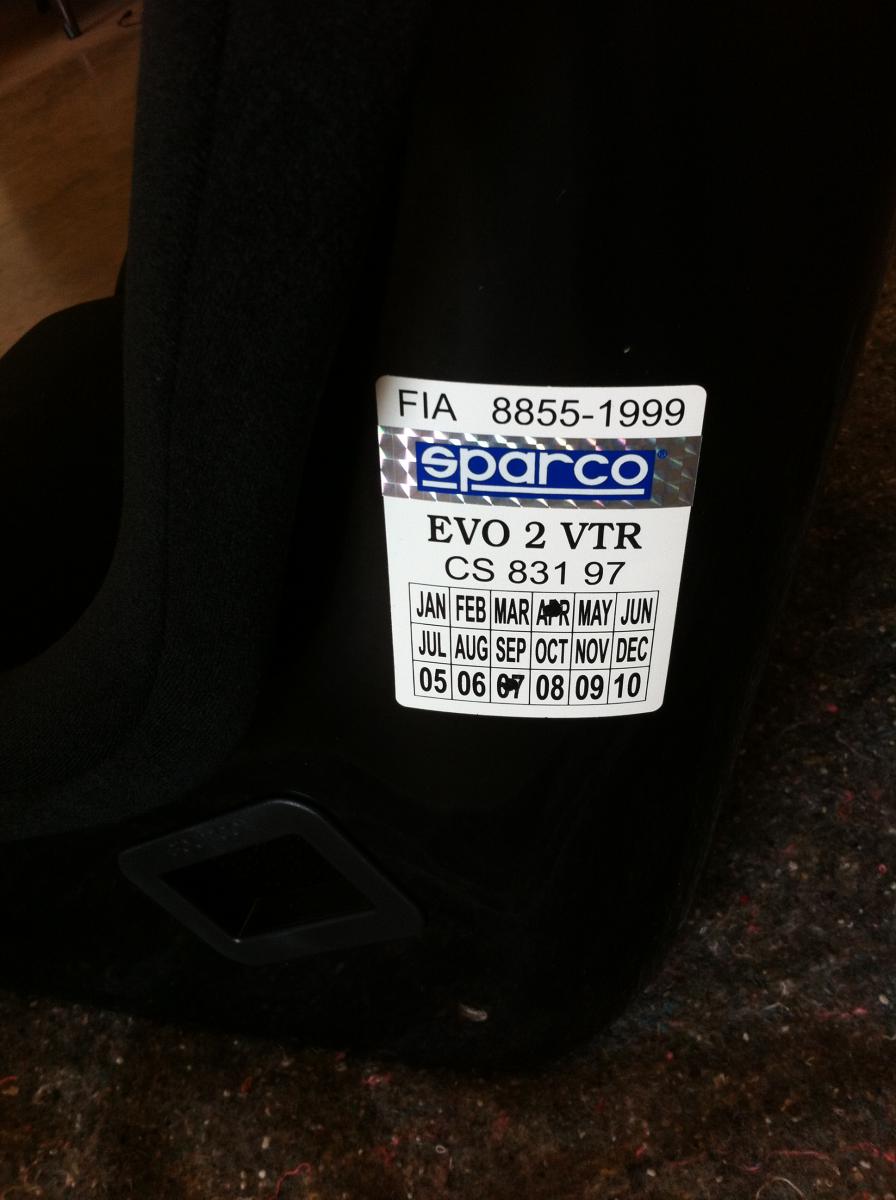 FIA 8855-1999
sparco®
EVO 2 VTR
CS 831 97
JAN FEB MAR APR MAY JUN
JUL AUG SEP OCT NOV DEC
05 06 07 08 09 10